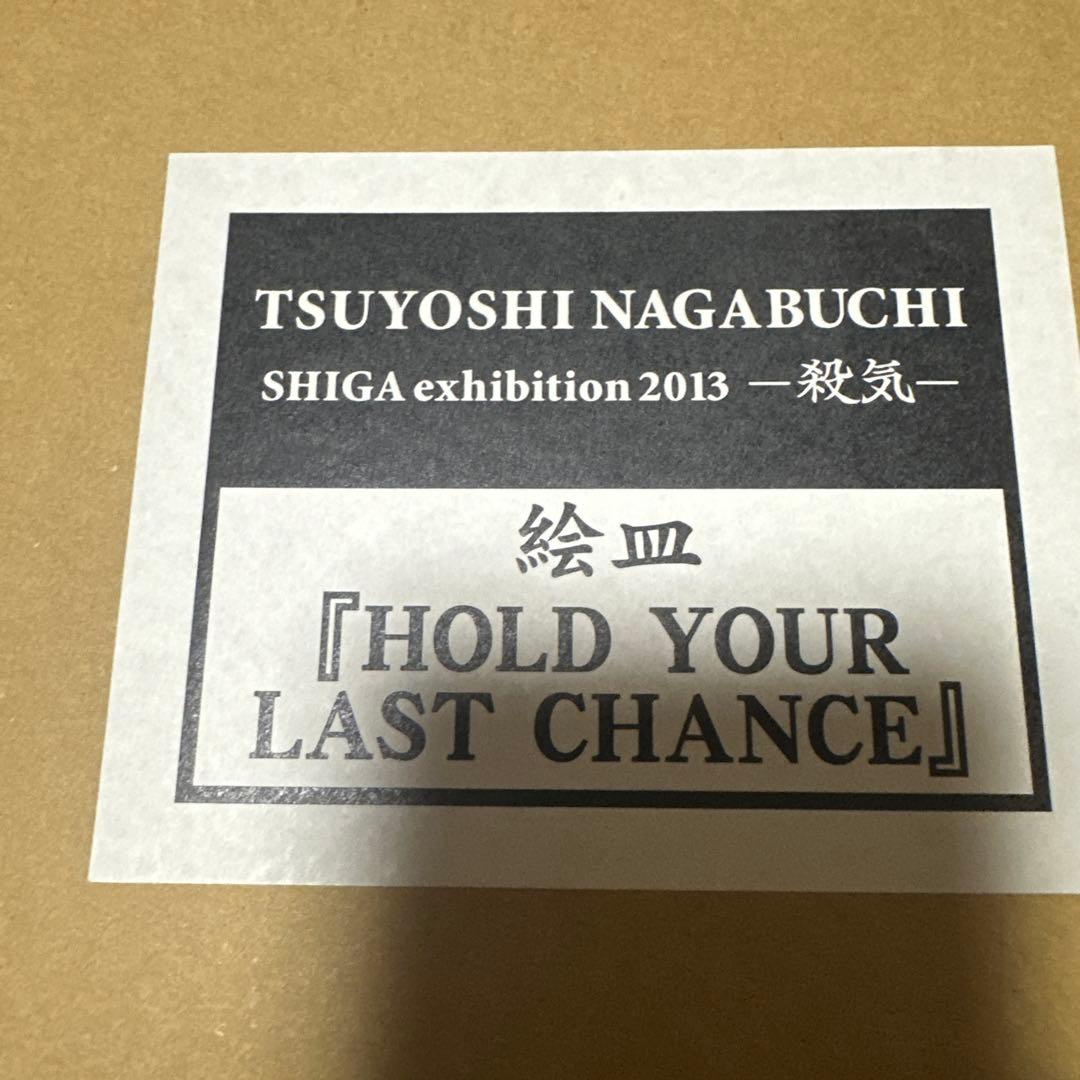 TSUYOSHI NAGABUCHI
SHIGA exhibition 2013 —殺気—
絵皿
『HOLD YOUR
LAST CHANCE』